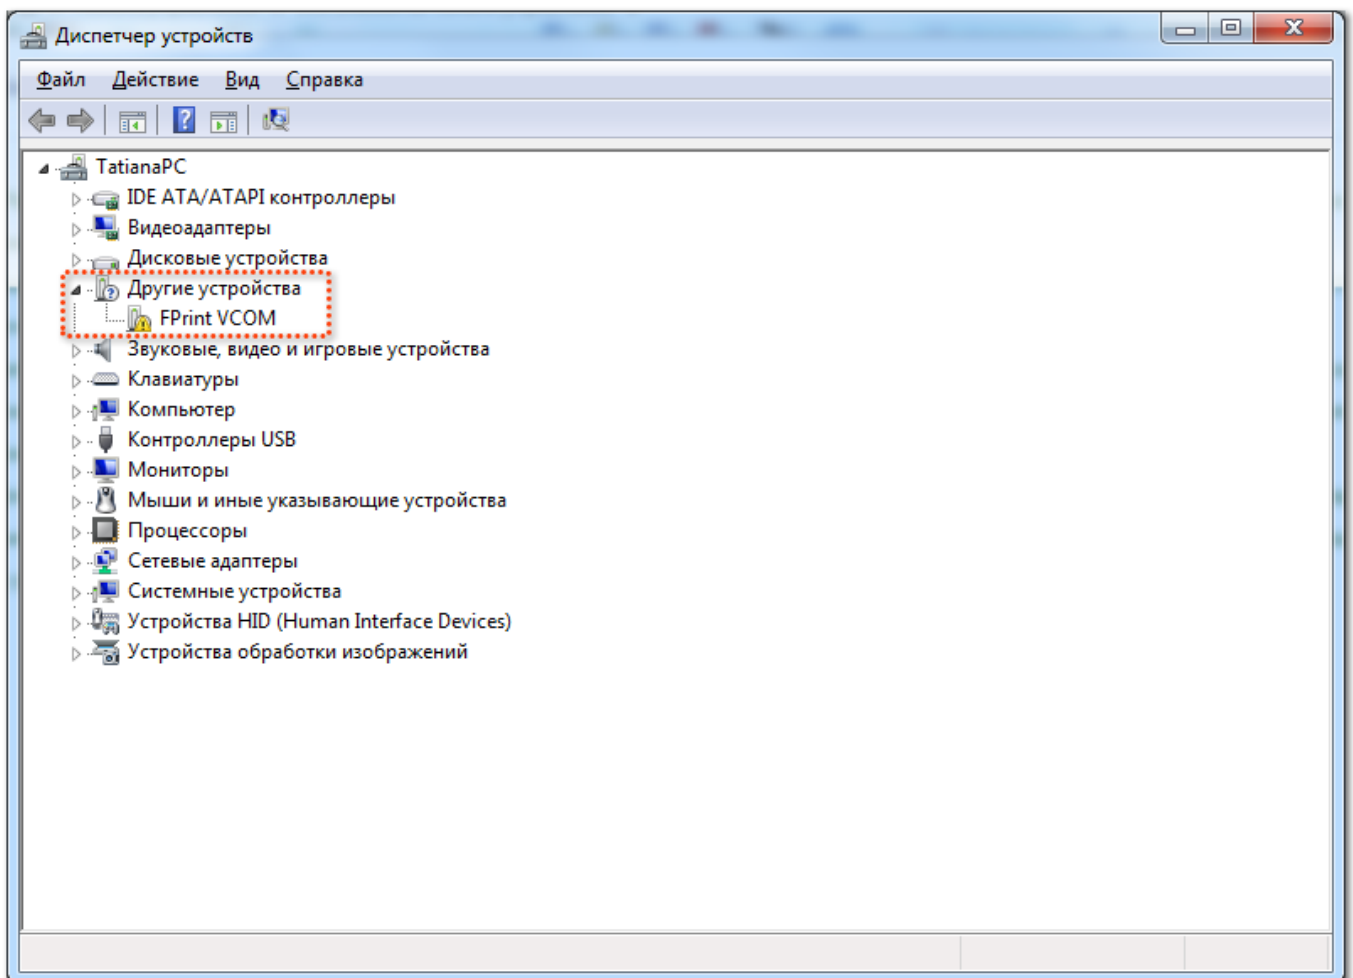 Диспетчер устройств
Файл Действие Вид Справка
TatianaPC
IDE ATA/ATAPI контроллеры
Видеоадаптеры
Дисковые устройства
Другие устройства
FPrint VCOM
Звуковые, видео и игровые устройства
Клавиатуры
Компьютер
Контроллеры USB
Мониторы
Мыши и иные указывающие устройства
Процессоры
Сетевые адаптеры
Системные устройства
Устройства HID (Human Interface Devices)
Устройства обработки изображений